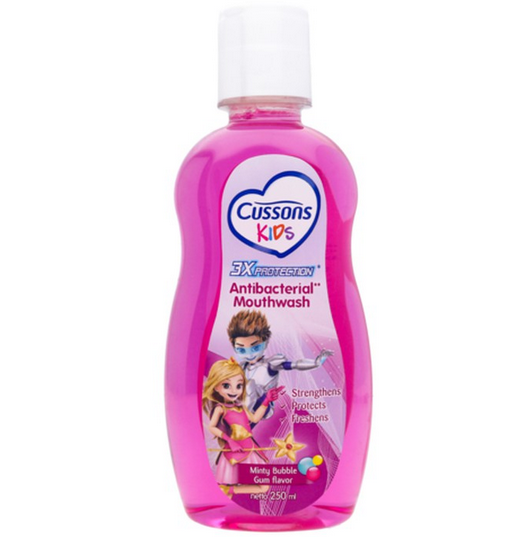 Cussons
KIDS
3X PROTECTION*
Antibacterial**
Mouthwash
Strengthens
Protects
Freshens
Minty Bubble
Gum flavor
netto 250 ml